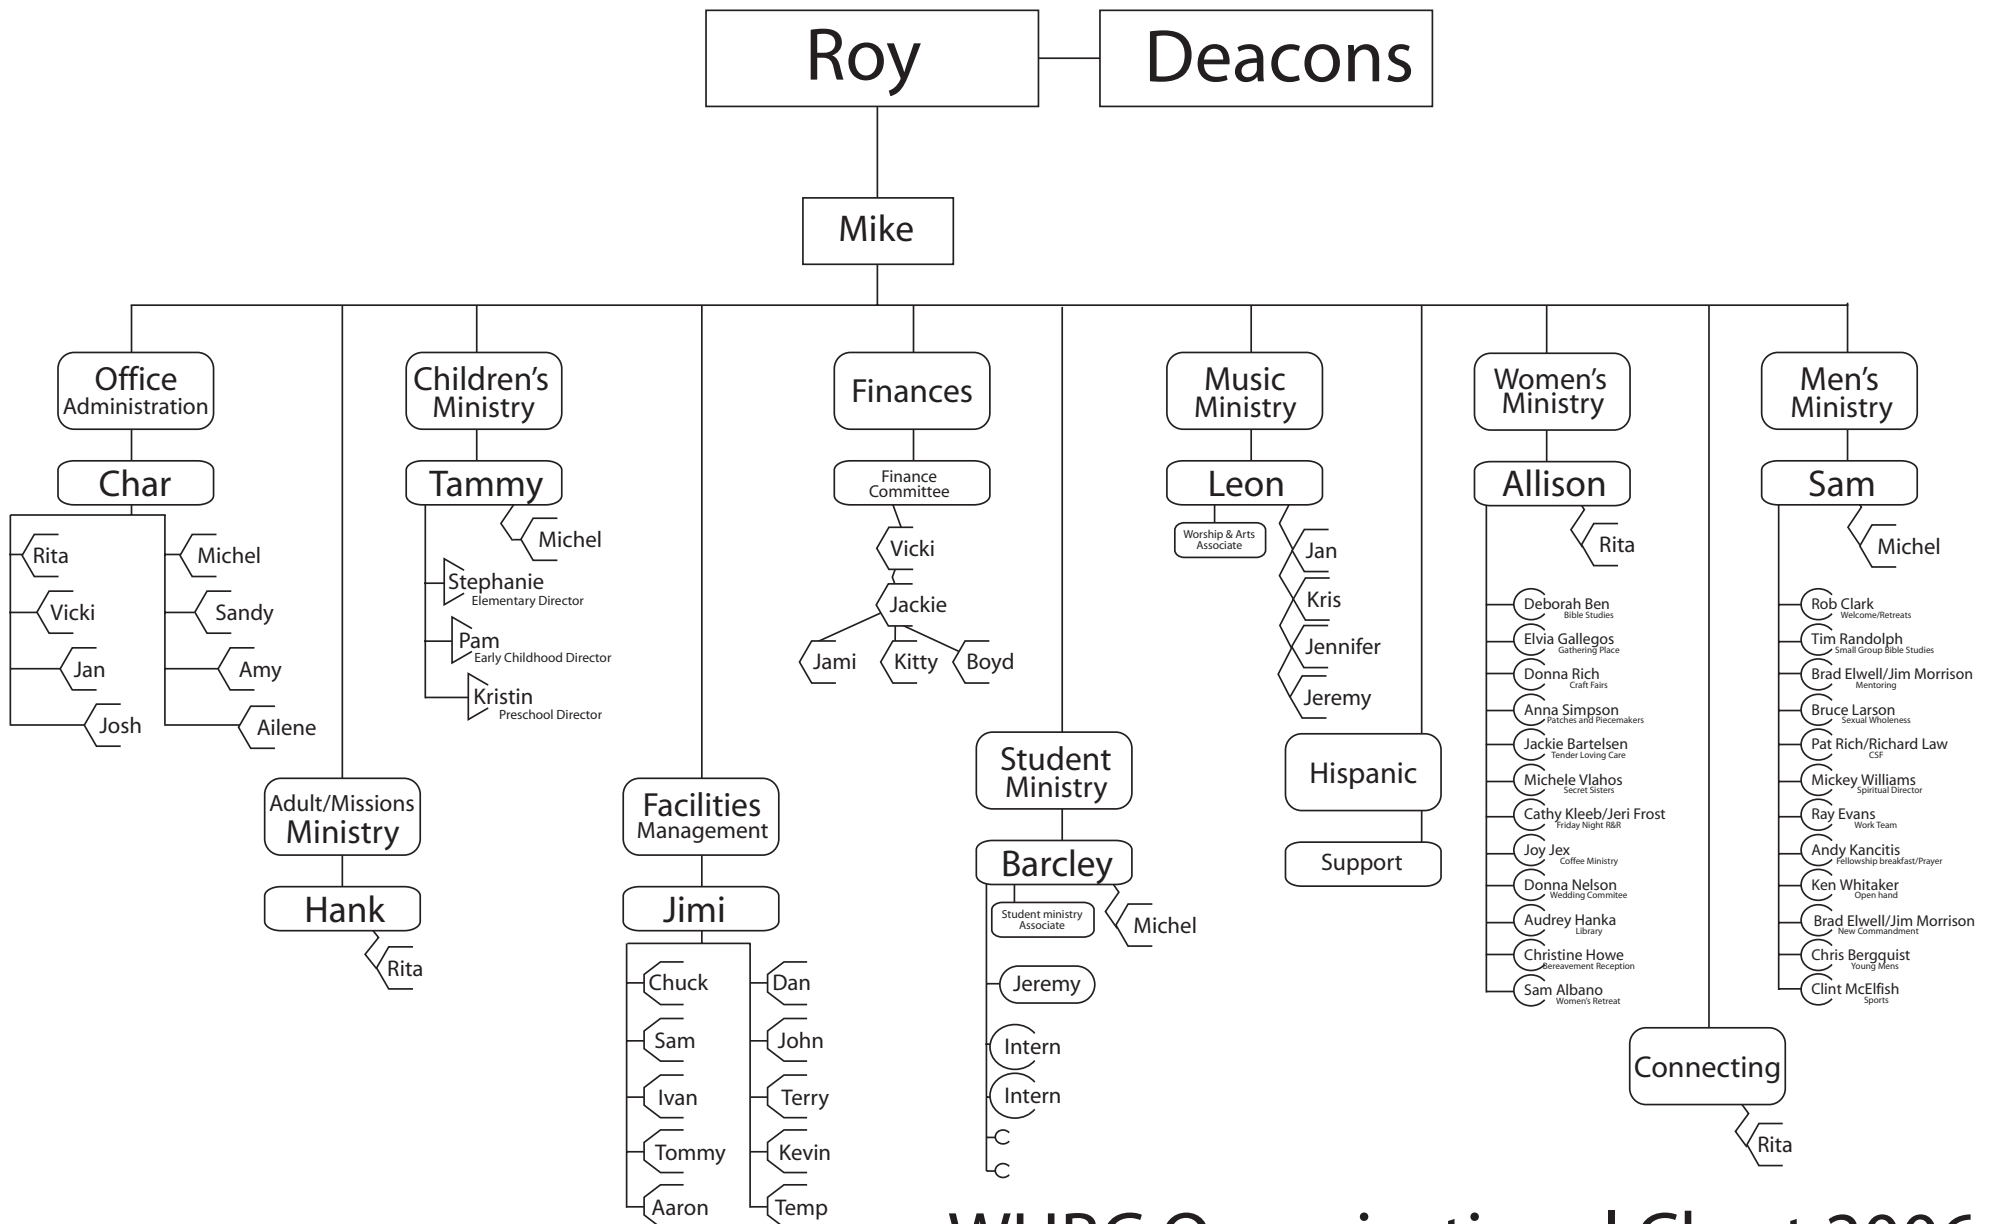 Roy
Deacons
Mike
Office
Administration
Char
Rita
Vicki
Jan
Josh
Michel
Sandy
Amy
Ailene
Adult/Missions
Ministry
Hank
Rita
Children's
Ministry
Tammy
Michel
Stephanie
Elementary Director
Pam
Early Childhood Director
Kristin
Preschool Director
Facilities
Management
Jimi
Chuck
Sam
Ivan
Tommy
Aaron
Dan
John
Terry
Kevin
Temp
Finances
Finance
Committee
Vicki
Jackie
Jami
Kitty
Boyd
Student
Ministry
Barcley
Student ministry
Associate
Michel
Jeremy
Intern
Intern
Music
Ministry
Leon
Worship & Arts
Associate
Jan
Kris
Jennifer
Jeremy
Hispanic
Support
Women's
Ministry
Allison
Rita
Deborah Ben
Bible Studies
Elvia Gallegos
Gathering Place
Donna Rich
Craft Fairs
Anna Simpson
Patches and Piecemakers
Jackie Bartelsen
Tender Loving Care
Michele Vlahos
Secret Sisters
Cathy Kleeb/Jeri Frost
Friday Night R&R
Joy Jex
Coffee Ministry
Donna Nelson
Wedding Commitee
Audrey Hanka
Library
Christine Howe
Bereavement Reception
Sam Albano
Women's Retreat
Connecting
Rita
Men's
Ministry
Sam
Michel
Rob Clark
Welcome/Retreats
Tim Randolph
Small Group Bible Studies
Brad Elwell/Jim Morrison
Mentoring
Bruce Larson
Sexual Wholeness
Pat Rich/Richard Law
CSF
Mickey Williams
Spiritual Director
Ray Evans
Work Team
Andy Kancitis
Fellowship breakfast/Prayer
Ken Whitaker
Open hand
Brad Elwell/Jim Morrison
New Commandment
Chris Bergquist
Young Mens
Clint McElfish
Sports
Organizational Chart 2006